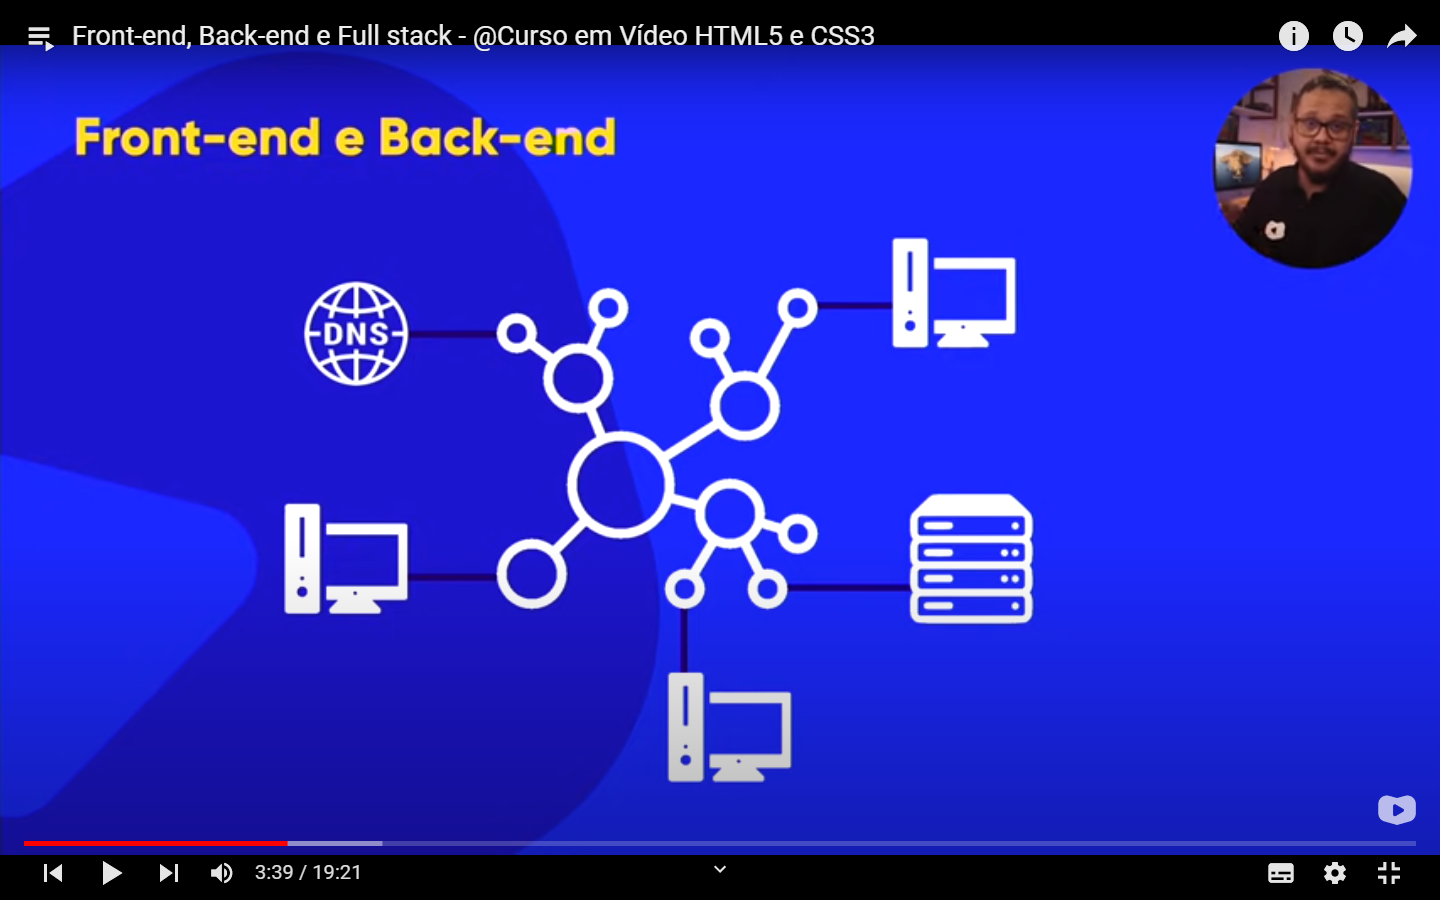 Front-end, Back-end e Full stack - @Curso em Vídeo HTML5 e CSS3
Front-end e Back-end
DNS
3:39 / 19:21